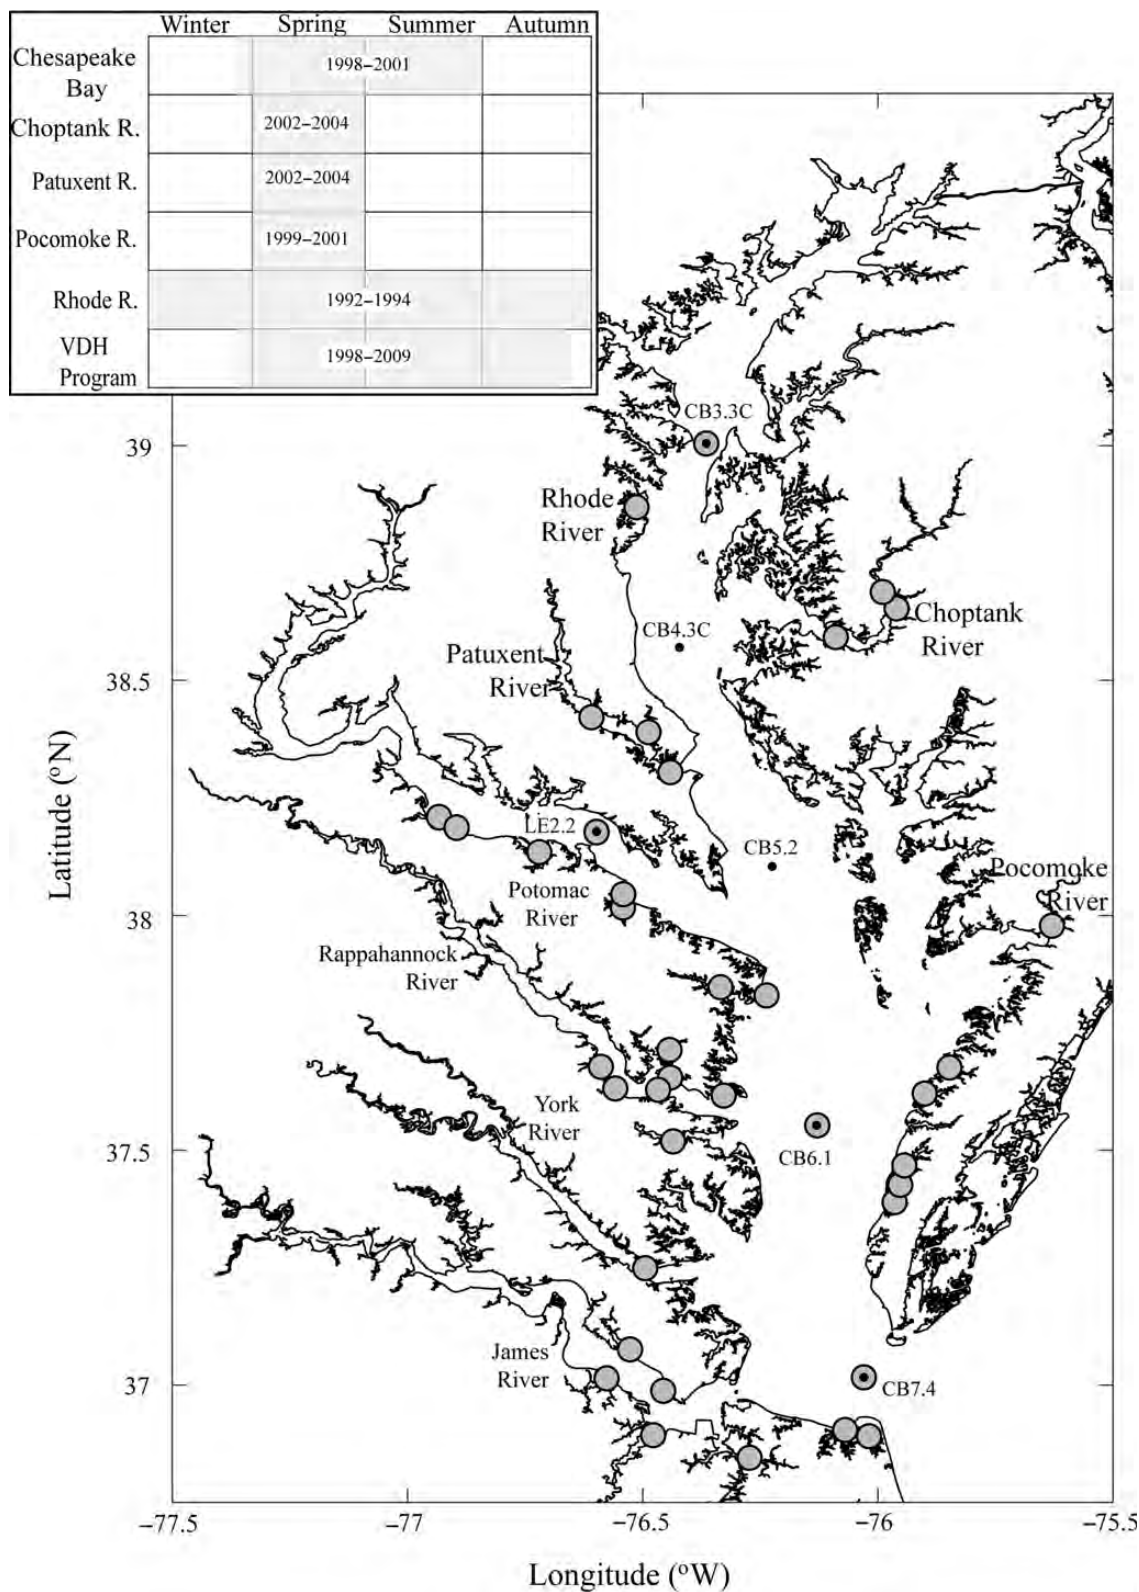 Winter Spring Summer Autumn
Chesapeake
Bay
1998–2001
Choptank R.
2002–2004
Patuxent R.
2002–2004
Pocomoke R.
1999–2001
Rhode R.
1992–1994
VDH
Program
1998–2009
CB3.3C
39
Rhode
River
Choptank
River
CB4.3C
Patuxent
River
38.5
LE2.2
CB5.2
Pocomoke
River
Potomac
River
38
Rappahannock
River
York
River
CB6.1
37.5
James
River
CB7.4
37
Latitude (°N)
−77.5 −77 −76.5 −76 −75.5
Longitude (°W)